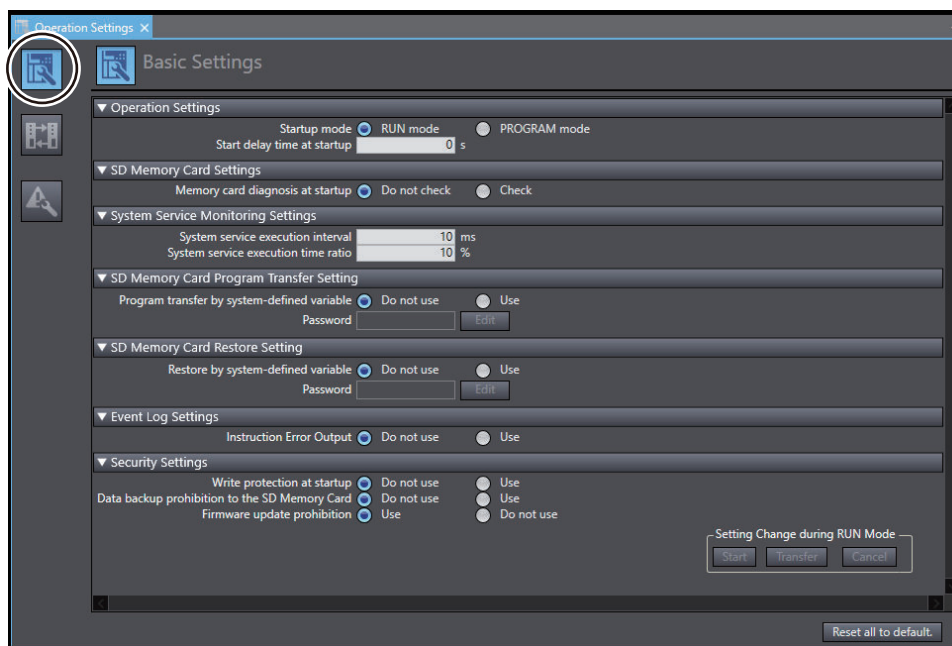 Operation Settings ×
Basic Settings
▼ Operation Settings
Startup mode RUN mode PROGRAM mode
Start delay time at startup 0 s
▼ SD Memory Card Settings
Memory card diagnosis at startup Do not check Check
▼ System Service Monitoring Settings
System service execution interval 10 ms
System service execution time ratio 10 %
▼ SD Memory Card Program Transfer Setting
Program transfer by system-defined variable Do not use Use
Password Edit
▼ SD Memory Card Restore Setting
Restore by system-defined variable Do not use Use
Password Edit
▼ Event Log Settings
Instruction Error Output Do not use Use
▼ Security Settings
Write protection at startup Do not use Use
Data backup prohibition to the SD Memory Card Do not use Use
Firmware update prohibition Use Do not use
Setting Change during RUN Mode
Start Transfer Cancel
Reset all to default.